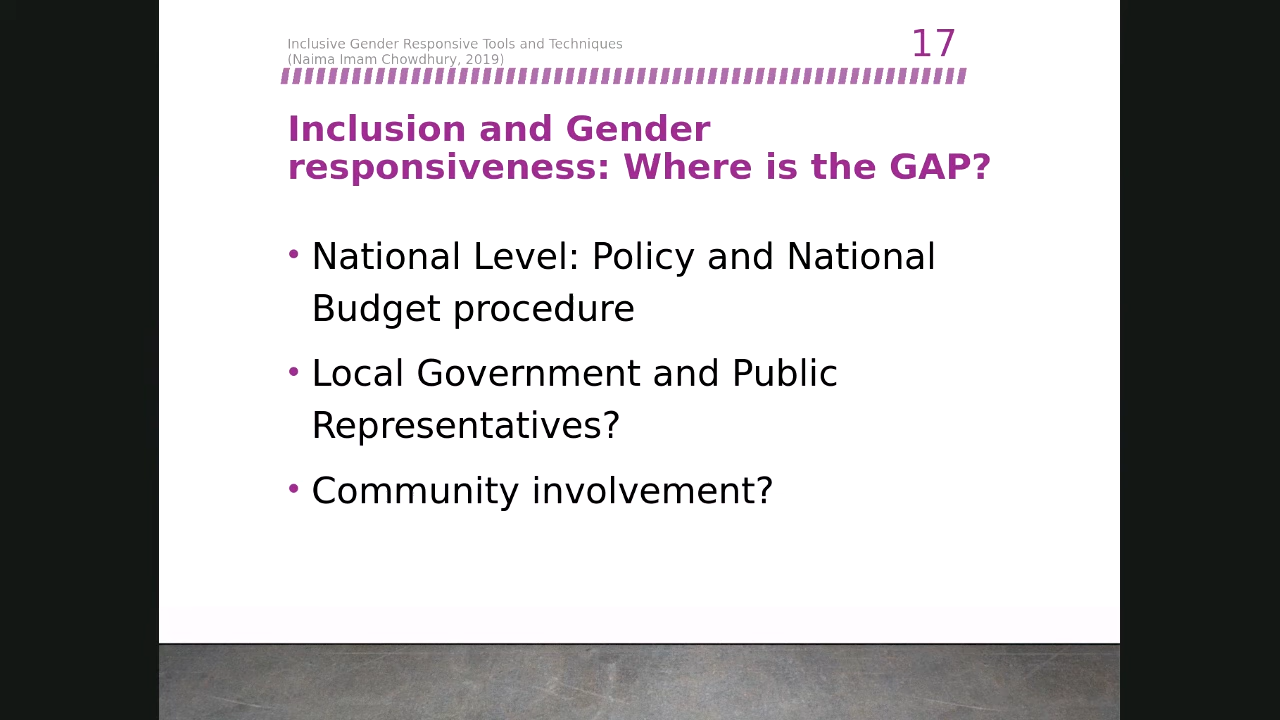 Inclusive Gender Responsive Tools and Techniques
(Naima Imam Chowdhury, 2019)
17
Inclusion and Gender
responsiveness: Where is the GAP?
• National Level: Policy and National
Budget procedure
• Local Government and Public
Representatives?
• Community involvement?